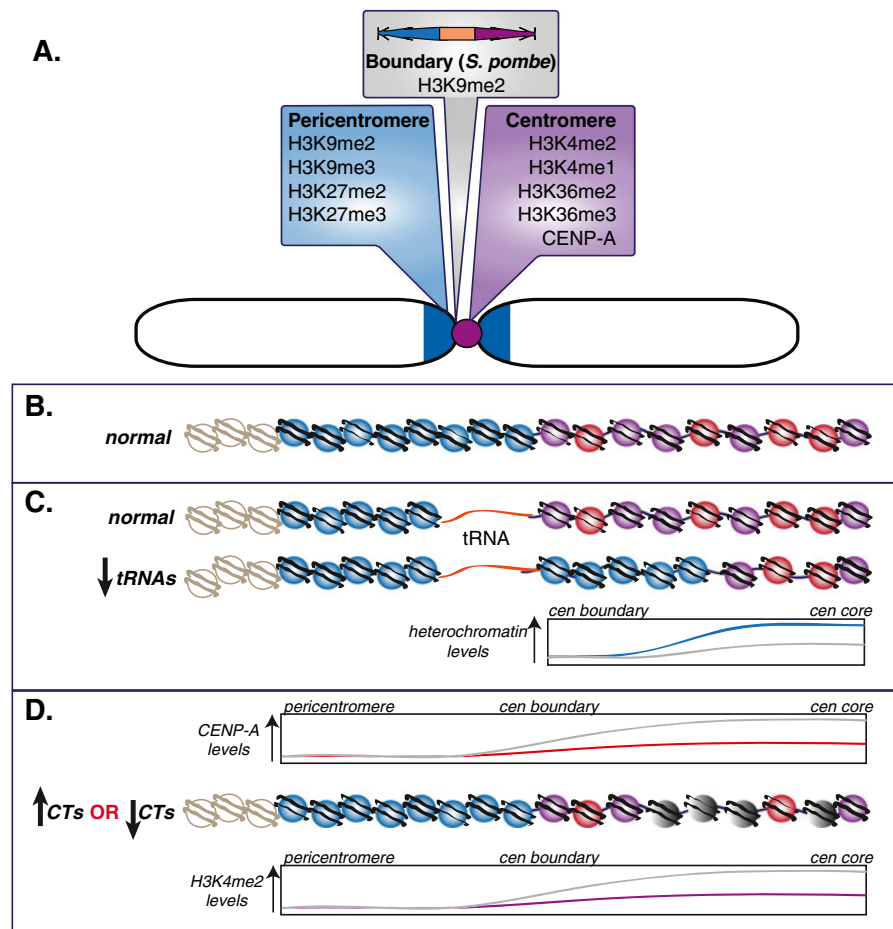 A.
Boundary (S. pombe)
H3K9me2
Pericentromere
H3K9me2
H3K9me3
H3K27me2
H3K27me3
Centromere
H3K4me2
H3K4me1
H3K36me2
H3K36me3
CENP-A
B.
normal
C.
normal
tRNA
tRNAs
cen boundary
cen core
heterochromatin
levels
D.
pericentromere
cen boundary
cen core
CENP-A
levels
CTs OR CTs
pericentromere
cen boundary
cen core
H3K4me2
levels